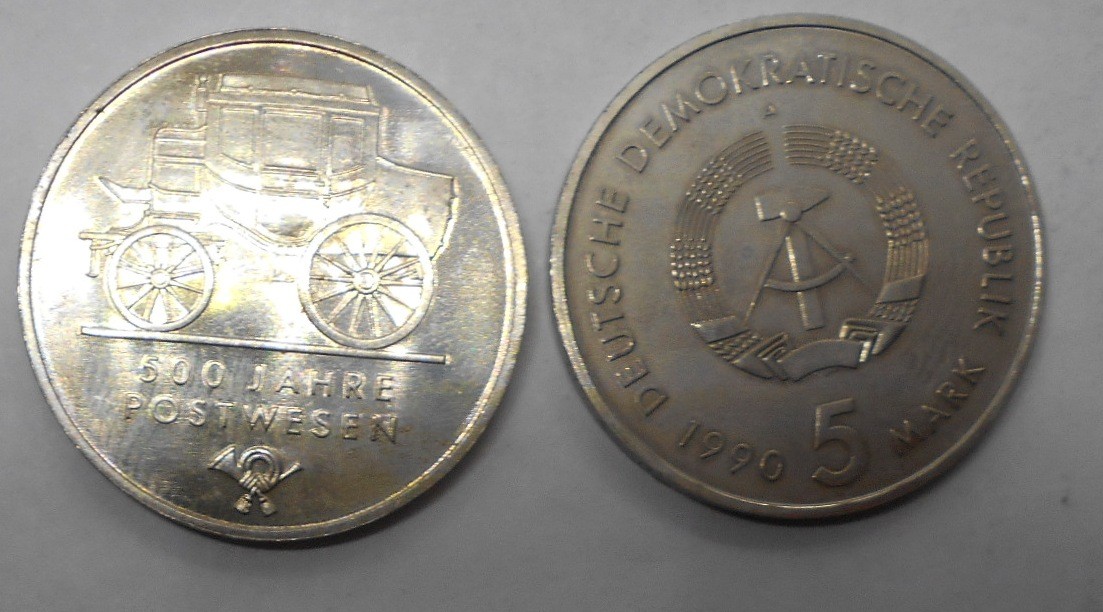 500 JAHRE
POSTWESEN
DEUTSCHE DEMOKRATISCHE REPUBLIK
A
1990 5 MARK